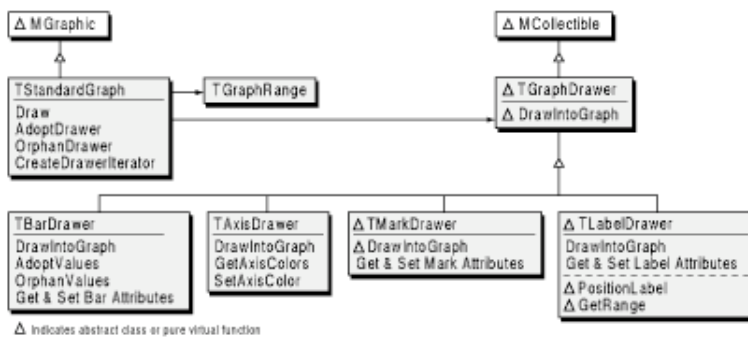 △ MGraphic
△ MCollectible
TStandardGraph
Draw
AdoptDrawer
OrphanDrawer
CreateDrawerIterator
TGraphRange
△ TGraphDrawer
△ DrawIntoGraph
TBarDrawer
DrawIntoGraph
AdoptValues
OrphanValues
Get & Set Bar Attributes
TAxisDrawer
DrawIntoGraph
GetAxisColors
SetAxisColor
△ TMarkDrawer
△ DrawIntoGraph
Get & Set Mark Attributes
△ TLabelDrawer
DrawIntoGraph
Get & Set Label Attributes
△ PositionLabel
△ GetRange
△ Indicates abstract class or pure virtual function